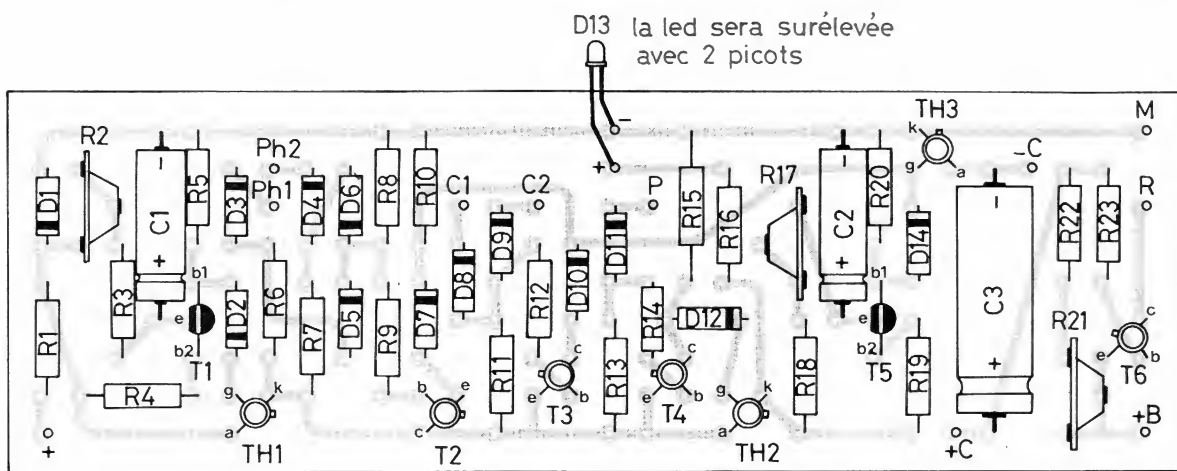 D13 la led sera surélevée
avec 2 picots
TH3
M
R2
-
k
R5
Ph2
g
a
-C
R17
R20
+
D1
C1
D3
Ph1
D4
D6
R8
R10
C1
C2
P
R15
R16
C2
R
R22
R23
D9
D11
D14
D8
D10
R3
b1
R6
R12
b1
C3
R1
e
D2
R7
D5
R9
D7
R14
D12
e
R21
c
b2
T1
R11
c
R13
c
R18
b2
T5
R19
e
b
T6
R4
g
k
b
e
e
b
e
b
g
k
a
c
T3
T4
a
+B
+
TH1
T2
TH2
+C
-
+
-
+
-
+